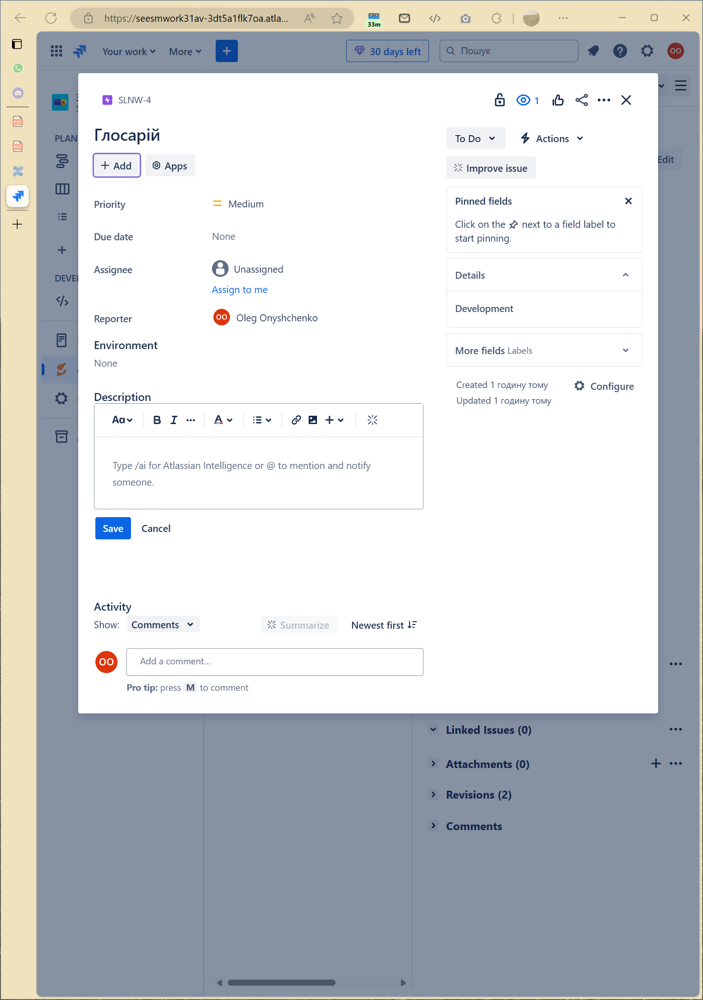 https://seesmwork31av-3dt5a1flk7oa.atla...
33m
Your work
More
30 days left
Пошук
OO
SLNW-4
1
PLAN
Глосарій
To Do
Actions
Add
Apps
Improve issue
Edit
Pinned fields
Click on the next to a field label to
start pinning.
Priority
Medium
Due date
None
Assignee
Unassigned
Assign to me
Details
DEVE
Development
Reporter
OO
Oleg Onyshchenko
Environment
None
More fields Labels
Created 1 годину тому
Updated 1 годину тому
Configure
Description
Aa
B I
A
Type /ai for Atlassian Intelligence or @ to mention and notify
someone.
Save
Cancel
Activity
Show:
Comments
Summarize
Newest first
OO
Add a comment...
Pro tip: press M to comment
Linked Issues (0)
Attachments (0)
Revisions (2)
Comments
PDF
PDF